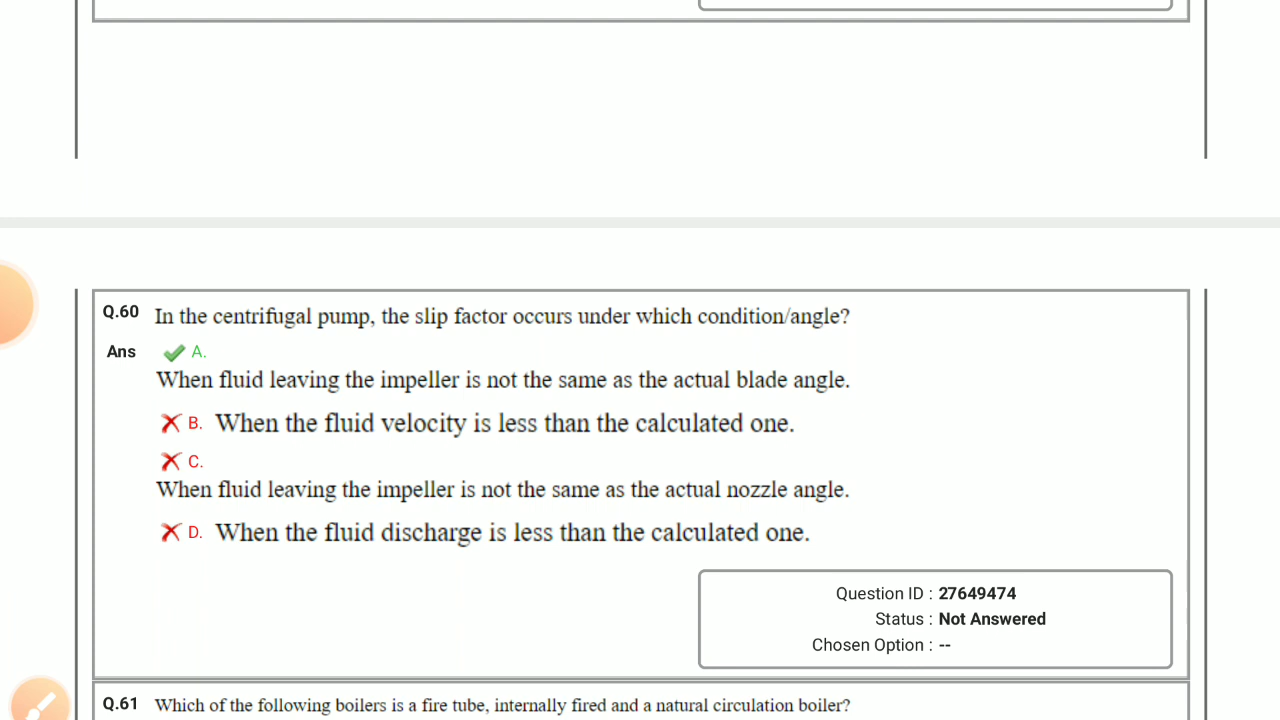 Q.60 In the centrifugal pump, the slip factor occurs under which condition/angle?
Ans A.
When fluid leaving the impeller is not the same as the actual blade angle.
B. When the fluid velocity is less than the calculated one.
C.
When fluid leaving the impeller is not the same as the actual nozzle angle.
D. When the fluid discharge is less than the calculated one.
Question ID : 27649474
Status : Not Answered
Chosen Option : --
Q.61 Which of the following boilers is a fire tube, internally fired and a natural circulation boiler?